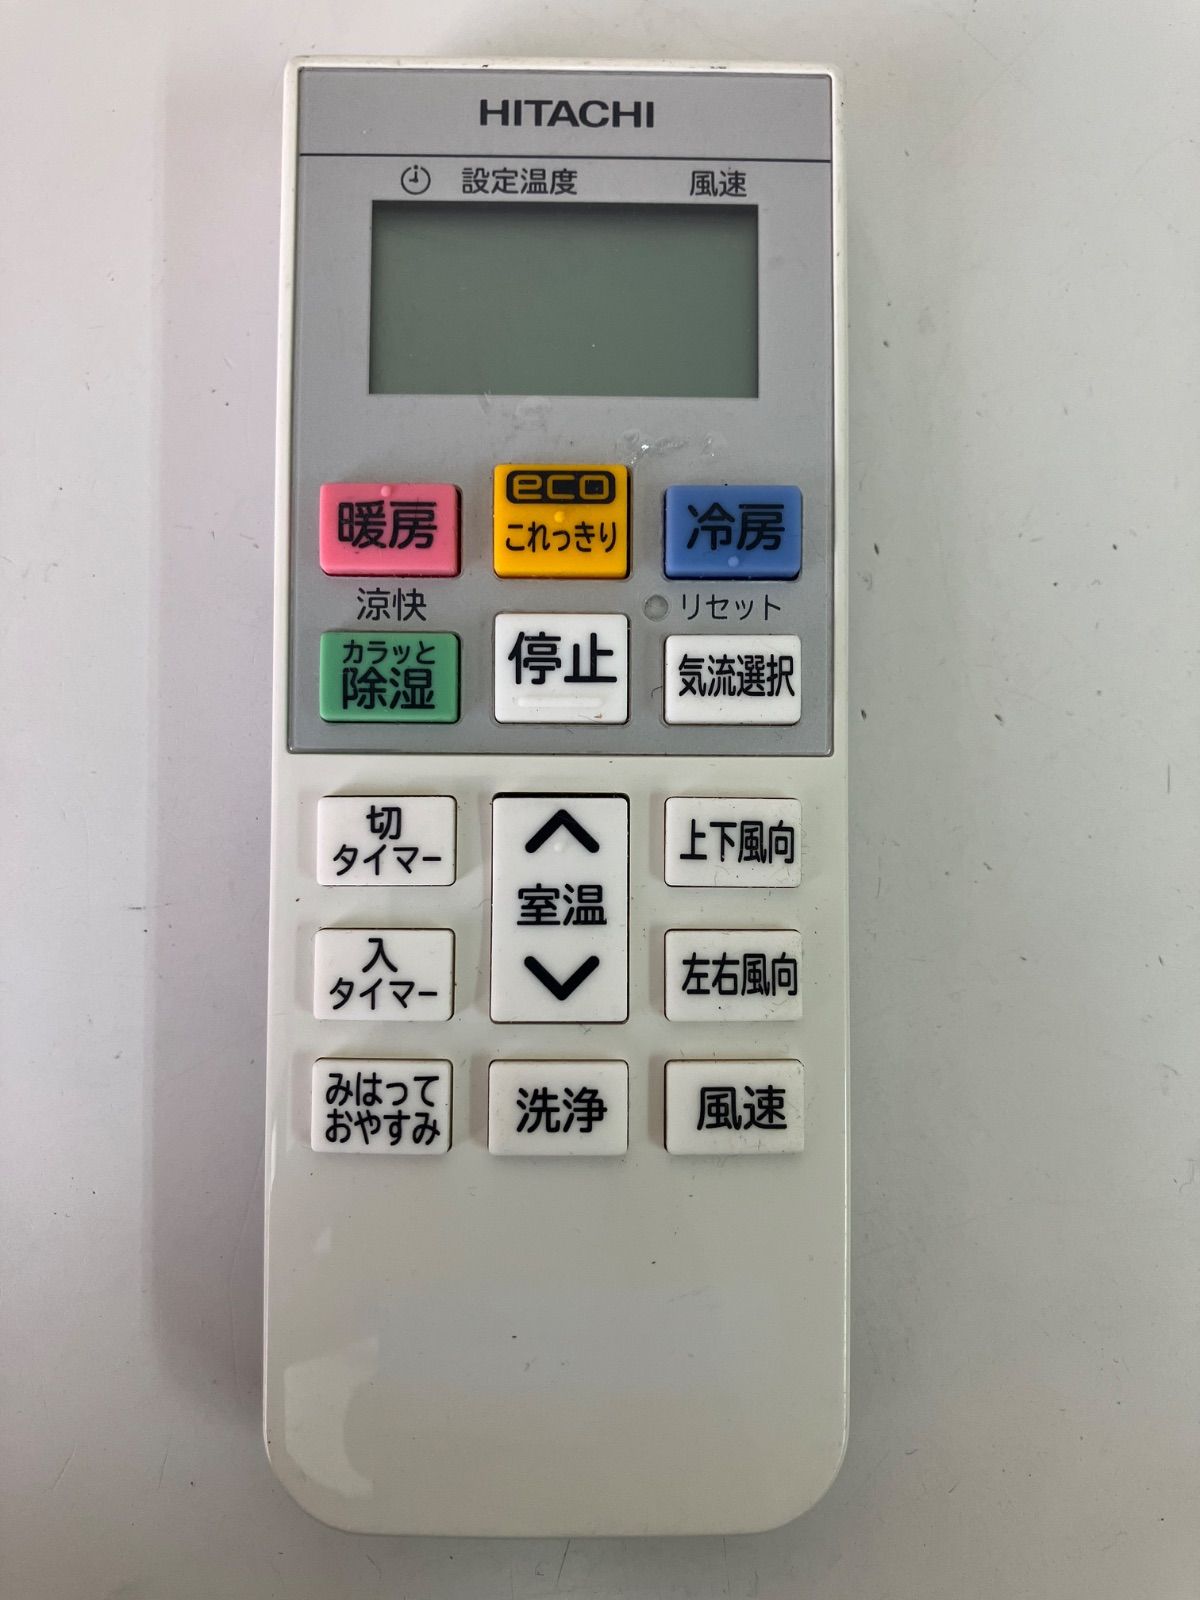 HITACHI
設定温度 風速
暖房
eco
これっきり
冷房
涼快
リセット
カラッと
除湿
停止
気流選択
切
タイマー
室温
上下風向
入
タイマー
左右風向
みはって
おやすみ
洗浄
風速